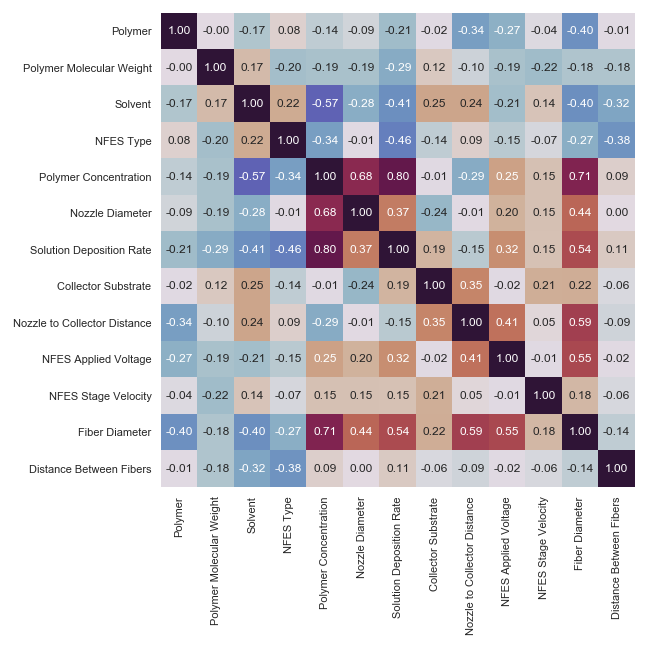 Polymer 1.00 -0.00 -0.17 0.08 -0.14 -0.09 -0.21 -0.02 -0.34 -0.27 -0.04 -0.40 -0.01
Polymer Molecular Weight -0.00 1.00 0.17 -0.20 -0.19 -0.19 -0.29 0.12 -0.10 -0.19 -0.22 -0.18 -0.18
Solvent -0.17 0.17 1.00 0.22 -0.57 -0.28 -0.41 0.25 0.24 -0.21 0.14 -0.40 -0.32
NFES Type 0.08 -0.20 0.22 1.00 -0.34 -0.01 -0.46 -0.14 0.09 -0.15 -0.07 -0.27 -0.38
Polymer Concentration -0.14 -0.19 -0.57 -0.34 1.00 0.68 0.80 -0.01 -0.29 0.25 0.15 0.71 0.09
Nozzle Diameter -0.09 -0.19 -0.28 -0.01 0.68 1.00 0.37 -0.24 -0.01 0.20 0.15 0.44 0.00
Solution Deposition Rate -0.21 -0.29 -0.41 -0.46 0.80 0.37 1.00 0.19 -0.15 0.32 0.15 0.54 0.11
Collector Substrate -0.02 0.12 0.25 -0.14 -0.01 -0.24 0.19 1.00 0.35 -0.02 0.21 0.22 -0.06
Nozzle to Collector Distance -0.34 -0.10 0.24 0.09 -0.29 -0.01 -0.15 0.35 1.00 0.41 0.05 0.59 -0.09
NFES Applied Voltage -0.27 -0.19 -0.21 -0.15 0.25 0.20 0.32 -0.02 0.41 1.00 -0.01 0.55 -0.02
NFES Stage Velocity -0.04 -0.22 0.14 -0.07 0.15 0.15 0.15 0.21 0.05 -0.01 1.00 0.18 -0.06
Fiber Diameter -0.40 -0.18 -0.40 -0.27 0.71 0.44 0.54 0.22 0.59 0.55 0.18 1.00 -0.14
Distance Between Fibers -0.01 -0.18 -0.32 -0.38 0.09 0.00 0.11 -0.06 -0.09 -0.02 -0.06 -0.14 1.00
Polymer
Polymer Molecular Weight
Solvent
NFES Type
Polymer Concentration
Nozzle Diameter
Solution Deposition Rate
Collector Substrate
Nozzle to Collector Distance
NFES Applied Voltage
NFES Stage Velocity
Fiber Diameter
Distance Between Fibers